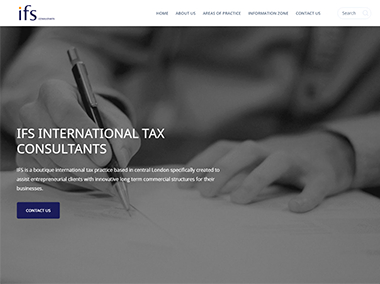 ifs
HOME ABOUT US AREAS OF PRACTICE INFORMATION ZONE CONTACT US Search
IFS INTERNATIONAL TAX
CONSULTANTS
IFS is a boutique international tax practice based in central London specifically created to
assist entrepreneurial clients with innovative long term commercial structures for their
businesses.
CONTACT US